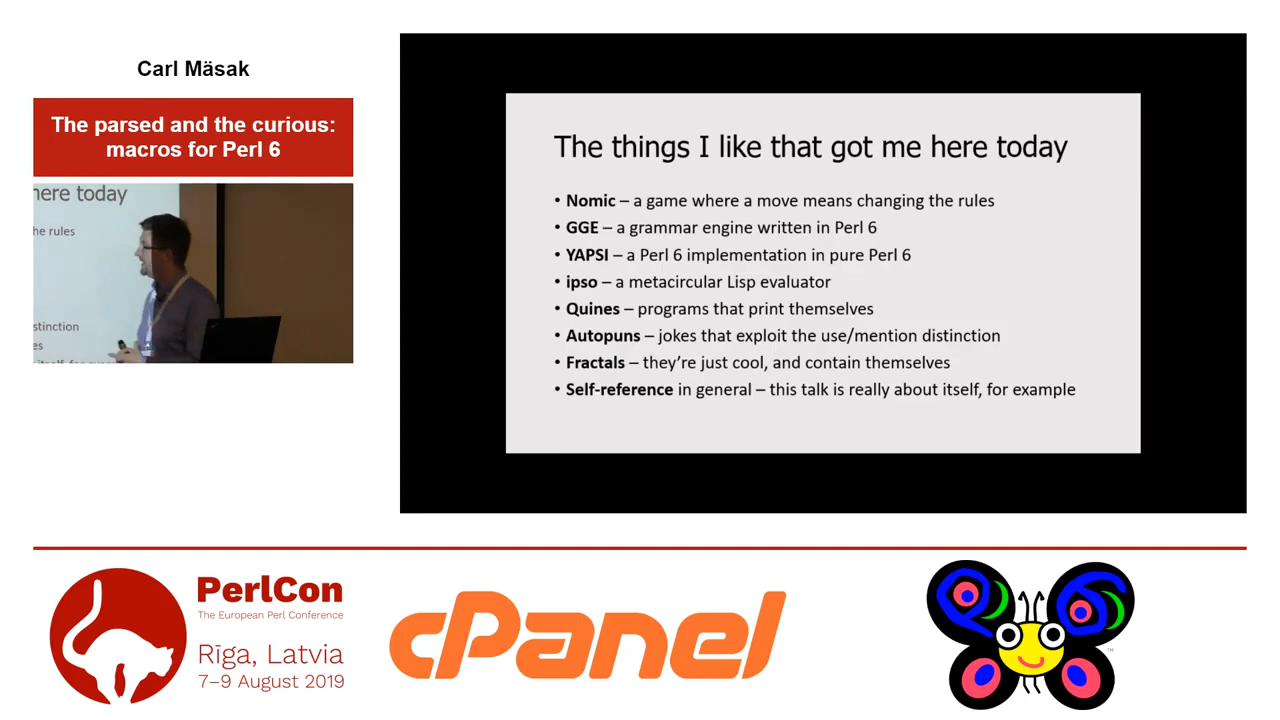 Carl Mäsak
The parsed and the curious:
macros for Perl 6
here today
he rules
stinction
es
The things I like that got me here today
• Nomic – a game where a move means changing the rules
• GGE – a grammar engine written in Perl 6
• YAPSI – a Perl 6 implementation in pure Perl 6
• ipso – a metacircular Lisp evaluator
• Quines – programs that print themselves
• Autopuns – jokes that exploit the use/mention distinction
• Fractals – they’re just cool, and contain themselves
• Self-reference in general – this talk is really about itself, for example
PerlCon
The European Perl Conference
Rīga, Latvia
7–9 August 2019
cPanel
P6
TM